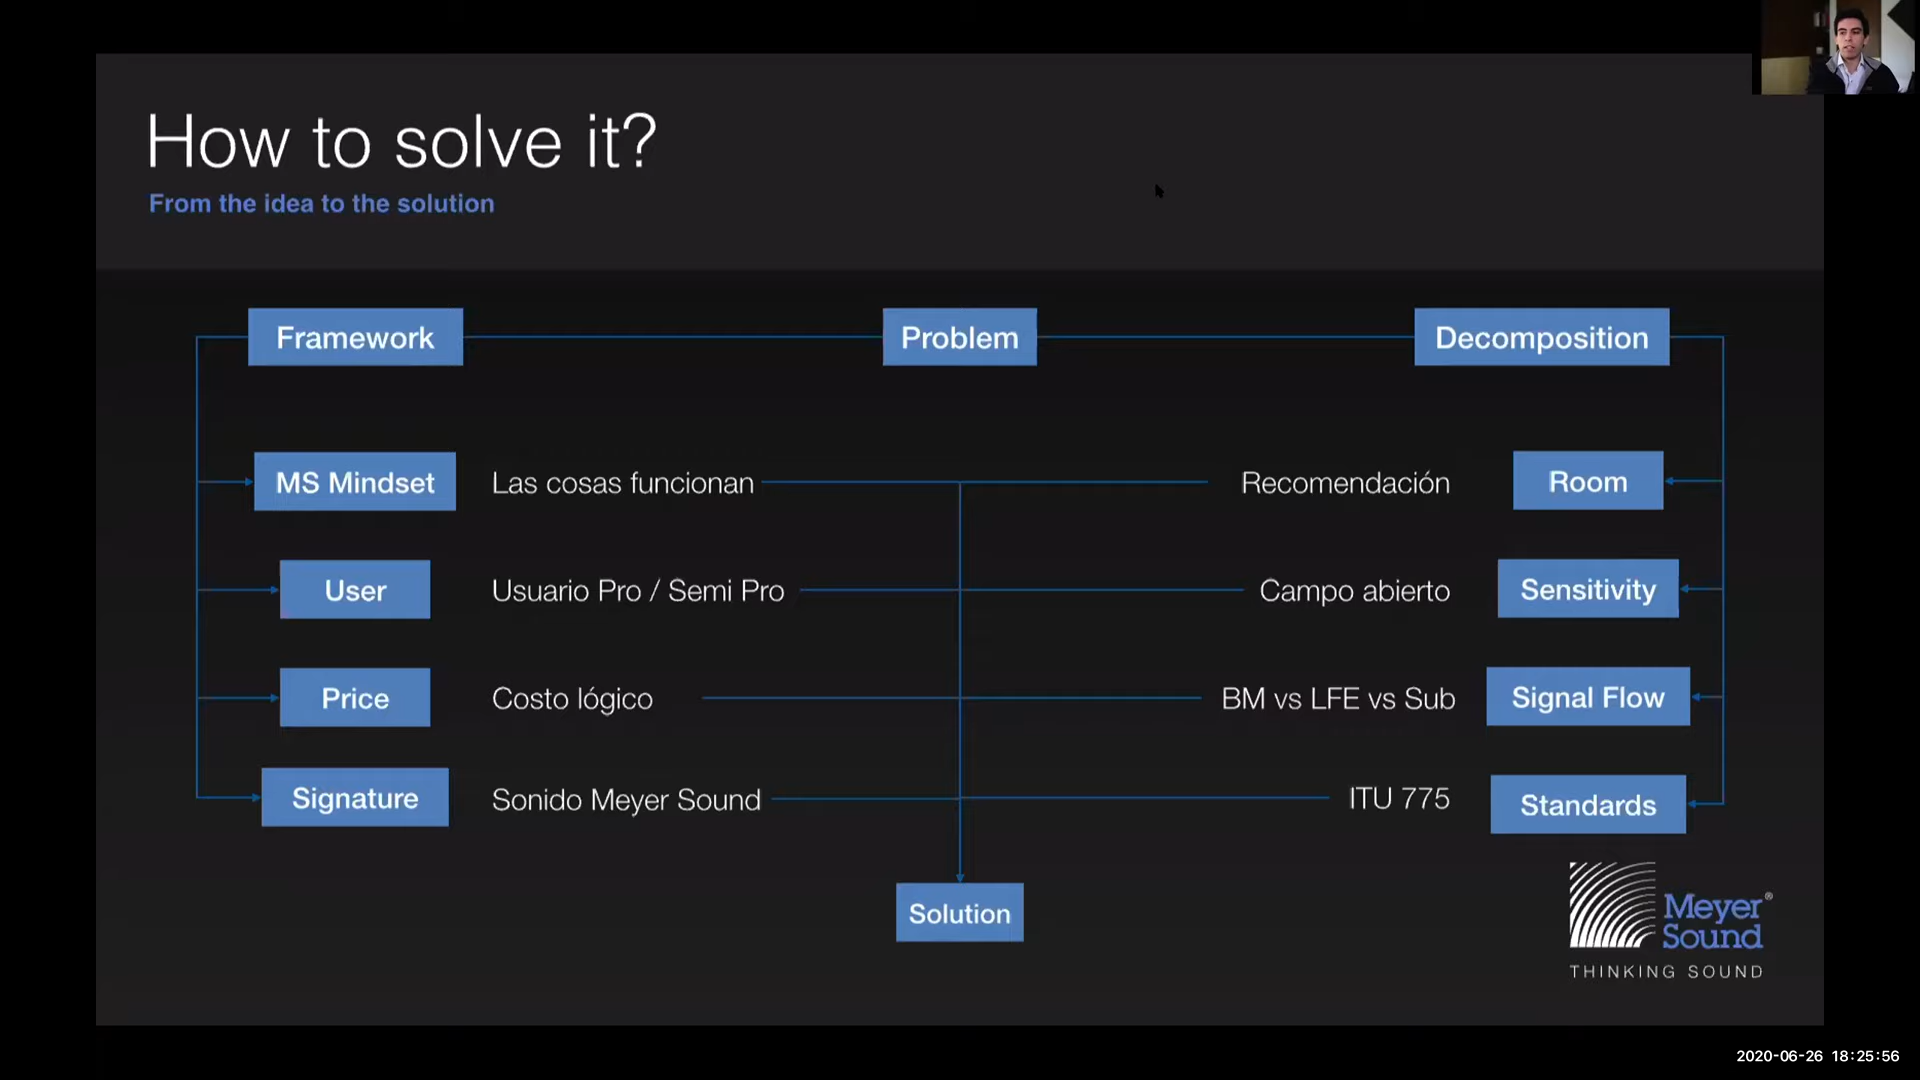 How to solve it?
From the idea to the solution
Framework
Problem
Decomposition
MS Mindset
Las cosas funcionan
Recomendación
Room
User
Usuario Pro / Semi Pro
Campo abierto
Sensitivity
Price
Costo lógico
BM vs LFE vs Sub
Signal Flow
Signature
Sonido Meyer Sound
ITU 775
Standards
Solution
Meyer®
Sound
THINKING SOUND
2020-06-26 18:25:56